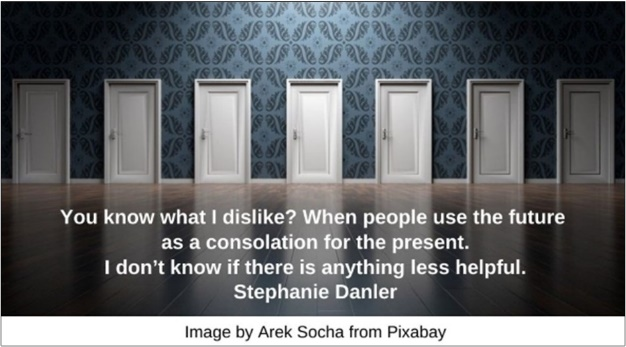 You know what I dislike? When people use the future
as a consolation for the present.
I don’t know if there is anything less helpful.
Stephanie Danler
Image by Arek Socha from Pixabay